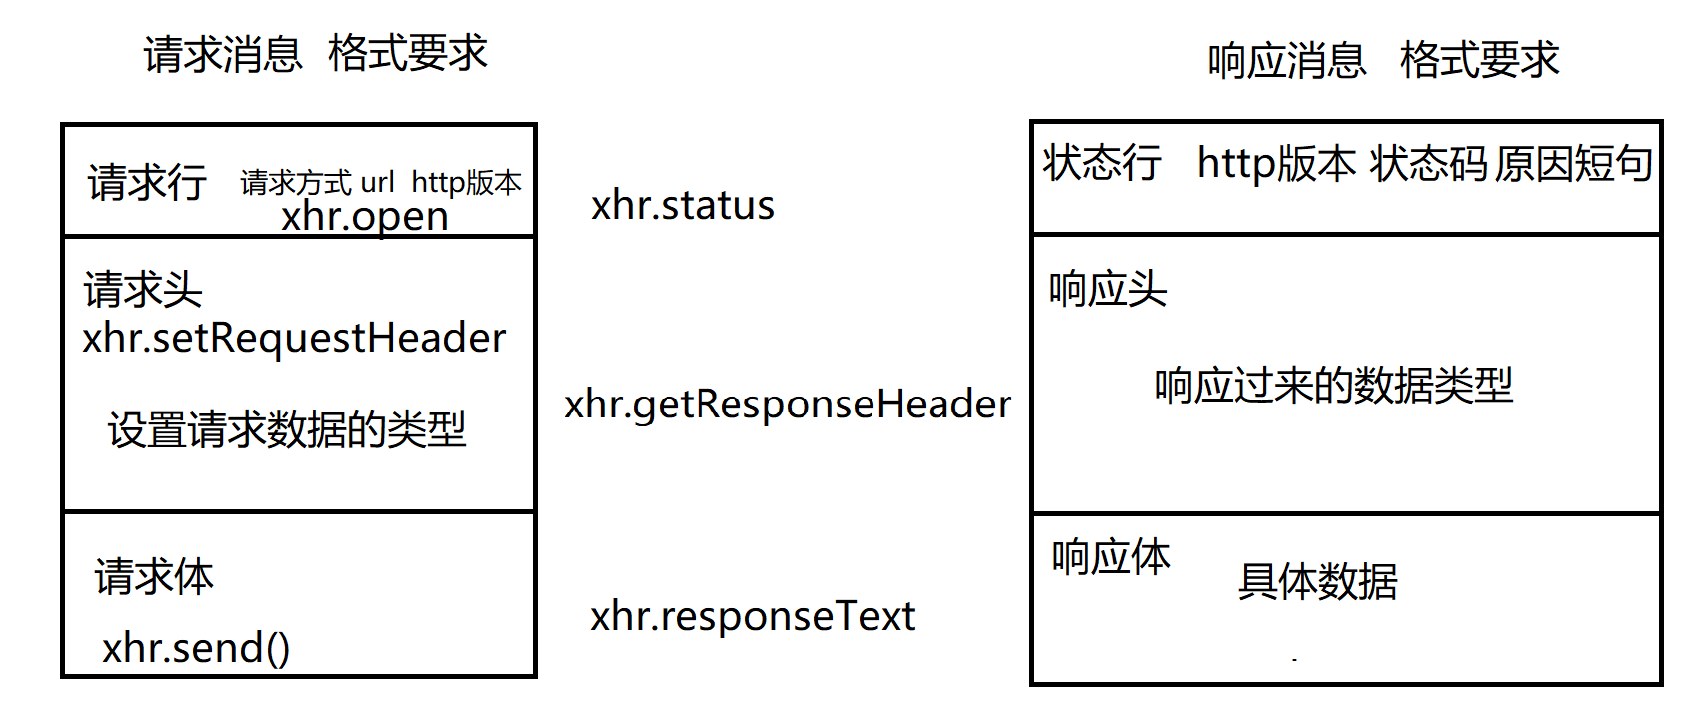 请求消息 格式要求
请求行 请求方式 url http版本
xhr.open
请求头
xhr.setRequestHeader
设置请求数据的类型
请求体
xhr.send()
xhr.status
xhr.getResponseHeader
xhr.responseText
响应消息 格式要求
状态行 http版本 状态码 原因短句
响应头
响应过来的数据类型
响应体
具体数据